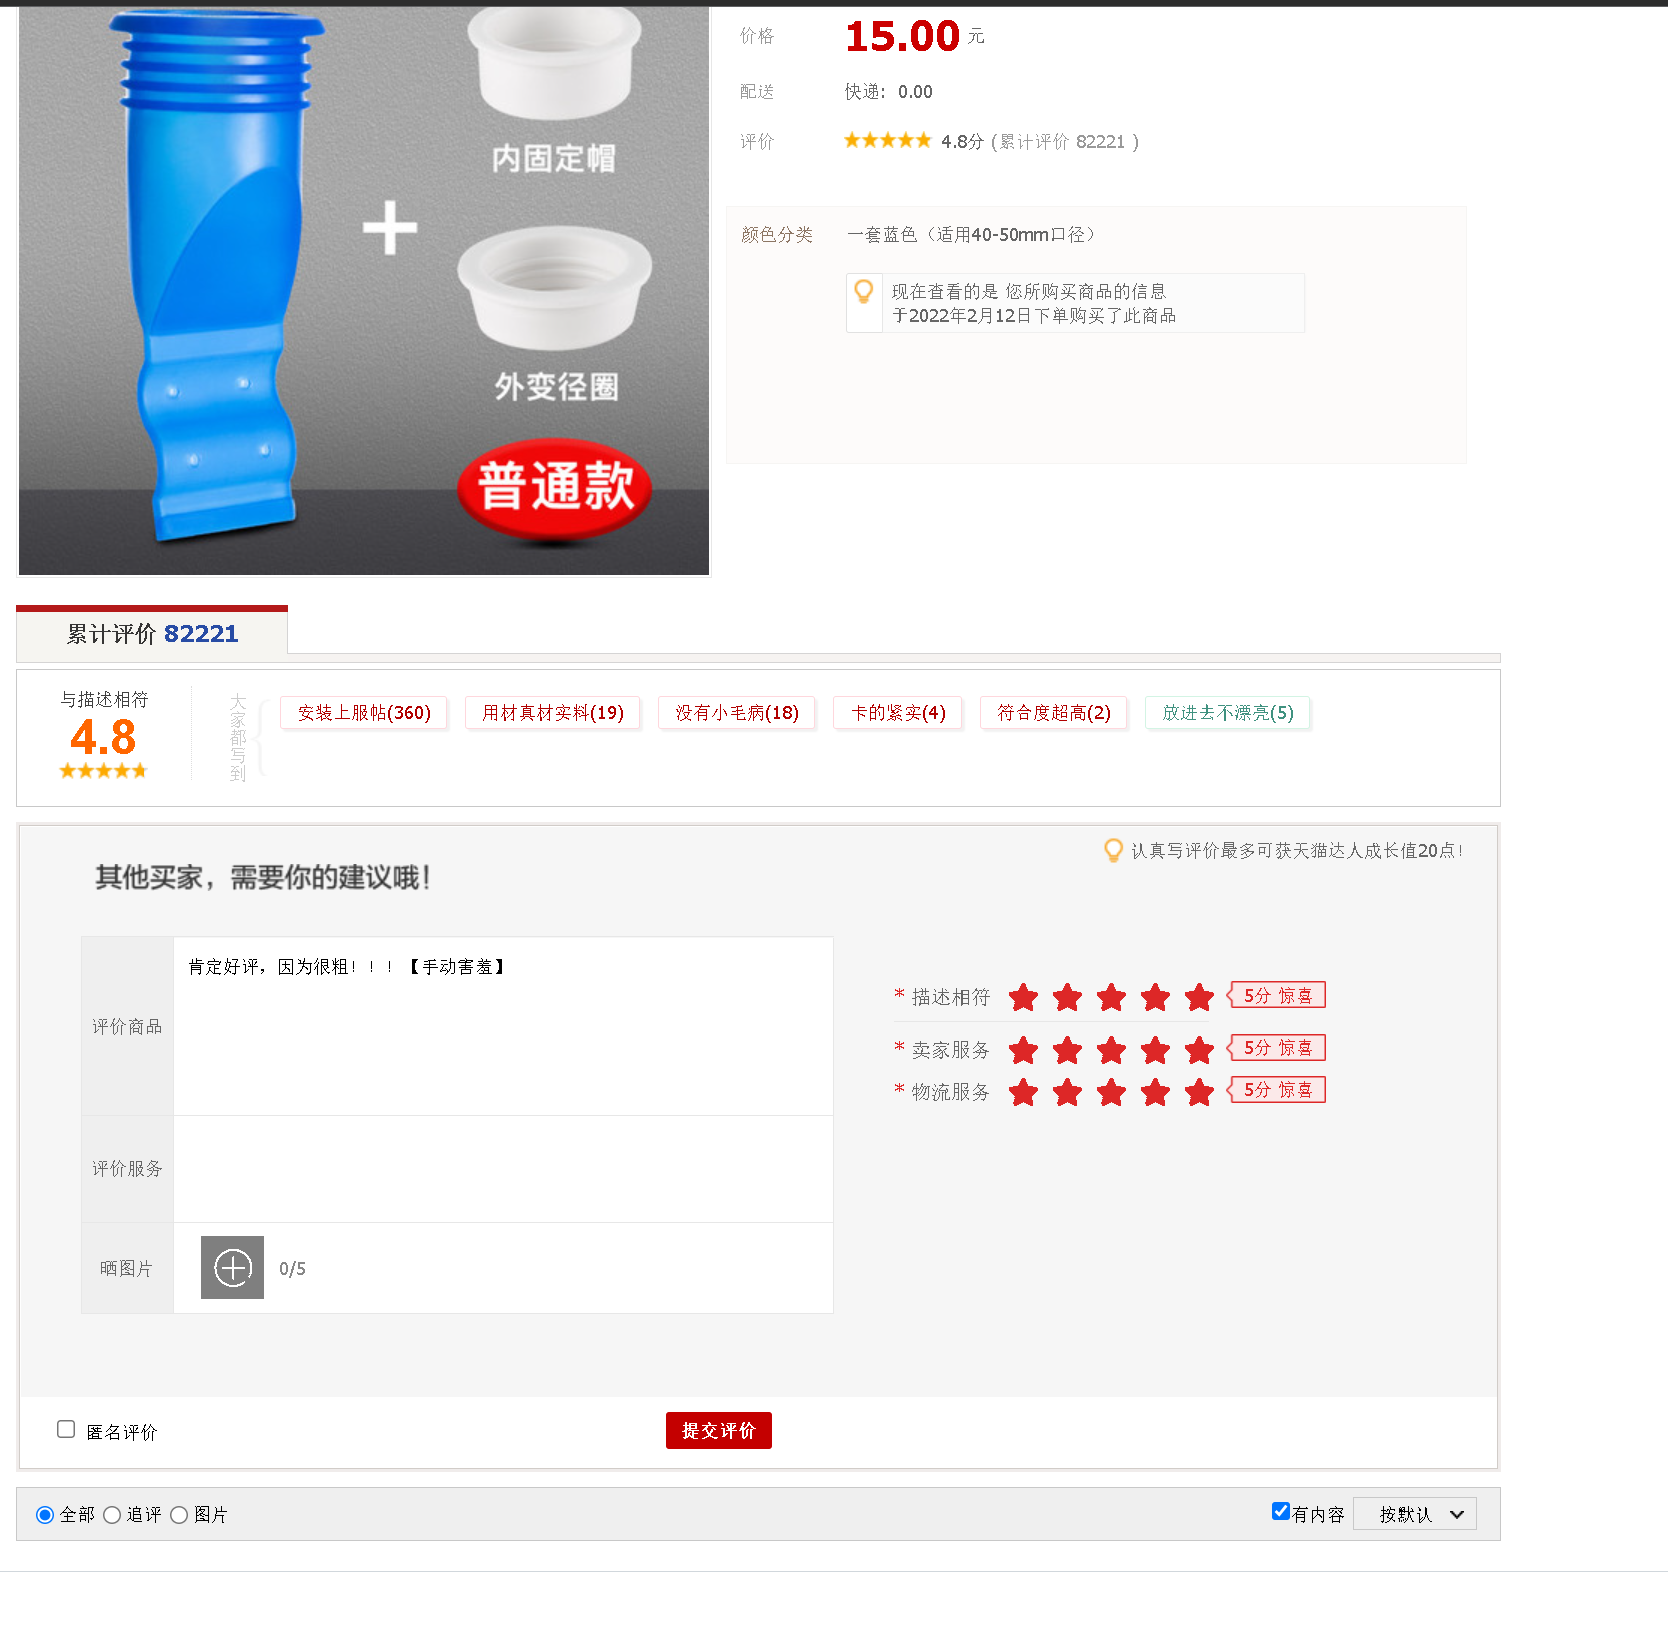 价格 15.00 元
配送 快递: 0.00
评价 4.8分 (累计评价 82221 )
内固定帽
+
外变径圈
普通款
颜色分类 一套蓝色（适用40-50mm口径）
现在查看的是 您所购买商品的信息
于2022年2月12日下单购买了此商品
累计评价 82221
与描述相符
4.8
大家都写到
安装上服帖(360) 用材真材实料(19) 没有小毛病(18) 卡的紧实(4) 符合度超高(2) 放进去不漂亮(5)
认真写评价最多可获天猫达人成长值20点!
其他买家，需要你的建议哦！
评价商品 肯定好评，因为很粗！！！【手动害羞】
* 描述相符 5分 惊喜
* 卖家服务 5分 惊喜
* 物流服务 5分 惊喜
评价服务
晒图片 0/5
匿名评价 提交评价
全部 追评 图片 有内容 按默认